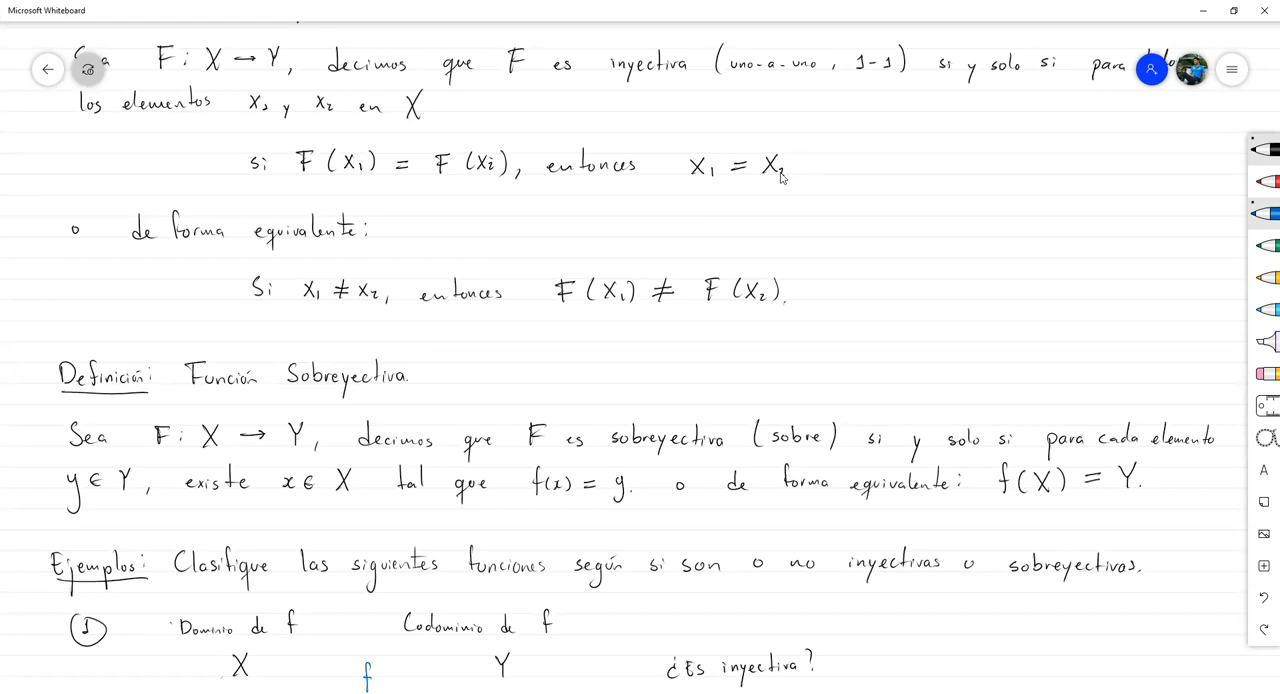 Microsoft Whiteboard
F: X → Y, decimos que F es inyectiva (uno-a-uno, 1-1) si y solo si para
los elementos x₁ y x₂ en X
si F(x₁) = F(x₂), entonces x₁ = x₂
o de forma equivalente:
Si x₁ ≠ x₂, entonces F(x₁) ≠ F(x₂).
Definición: Función Sobreyectiva.
Sea F: X → Y, decimos que F es sobreyectiva (sobre) si y solo si para cada elemento
y ∈ Y, existe x ∈ X tal que f(x) = y. o de forma equivalente: f(X) = Y.
Ejemplos: Clasifique las siguientes funciones según si son o no inyectivas o sobreyectivas.
① Dominio de f Codominio de f
X f Y ¿Es inyectiva?
A